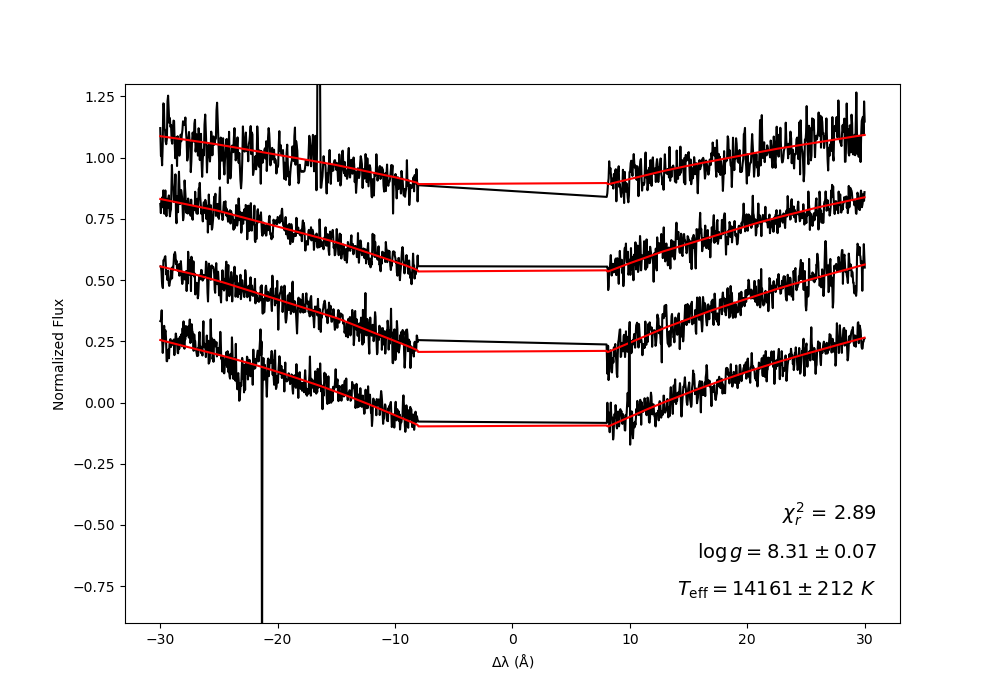 1.25
1.00
0.75
0.50
0.25
0.00
−0.25
−0.50
−0.75
Normalized Flux
χ²ᵣ = 2.89
log g = 8.31 ± 0.07
T_eff = 14161 ± 212 K
−30 −20 −10 0 10 20 30
Δλ (Å)